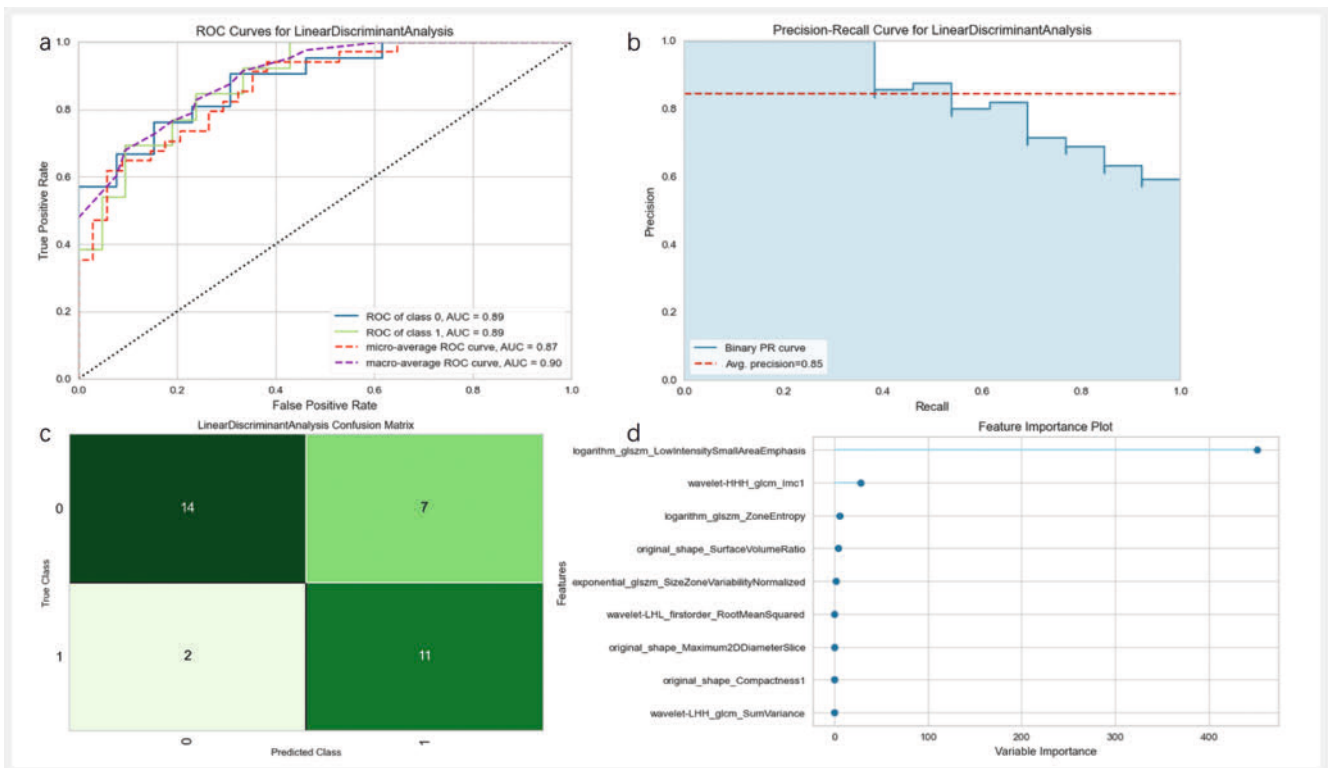 a
ROC Curves for LinearDiscriminantAnalysis
1.0
0.8
0.6
0.4
0.2
0.0
True Positive Rate
ROC of class 0, AUC = 0.89
ROC of class 1, AUC = 0.89
micro-average ROC curve, AUC = 0.87
macro-average ROC curve, AUC = 0.90
0.0 0.2 0.4 0.6 0.8 1.0
False Positive Rate
b
Precision-Recall Curve for LinearDiscriminantAnalysis
1.0
0.8
0.6
0.4
0.2
0.0
Precision
Binary PR curve
Avg. precision=0.85
0.0 0.2 0.4 0.6 0.8 1.0
Recall
c
LinearDiscriminantAnalysis Confusion Matrix
True Class
0
14 7
1
2 11
0 1
Predicted Class
d
Feature Importance Plot
Features
logarithm_glszm_LowIntensitySmallAreaEmphasis
wavelet-HHH_glcm_Imc1
logarithm_glszm_ZoneEntropy
original_shape_SurfaceVolumeRatio
exponential_glszm_SizeZoneVariabilityNormalized
wavelet-LHL_firstorder_RootMeanSquared
original_shape_Maximum2DDiameterSlice
original_shape_Compactness1
wavelet-LHH_glcm_SumVariance
0 100 200 300 400
Variable Importance